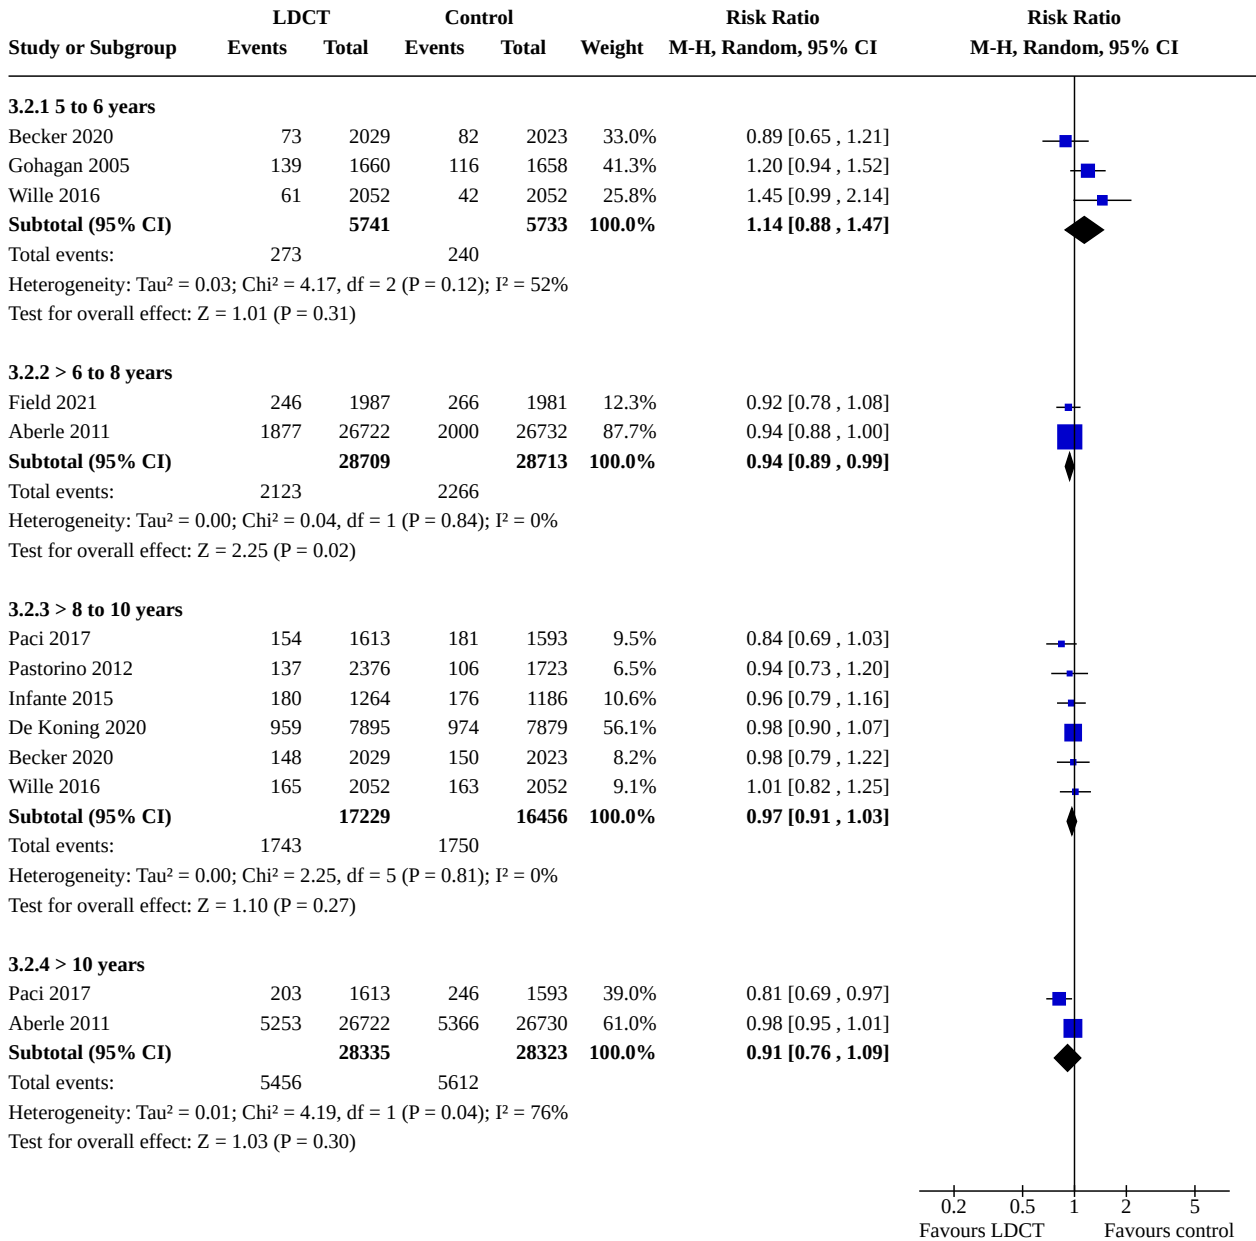 LDCT Control Risk Ratio Risk Ratio
Study or Subgroup Events Total Events Total Weight M-H, Random, 95% CI M-H, Random, 95% CI
3.2.1 5 to 6 years
Becker 2020 73 2029 82 2023 33.0% 0.89 [0.65 , 1.21]
Gohagan 2005 139 1660 116 1658 41.3% 1.20 [0.94 , 1.52]
Wille 2016 61 2052 42 2052 25.8% 1.45 [0.99 , 2.14]
Subtotal (95% CI) 5741 5733 100.0% 1.14 [0.88 , 1.47]
Total events: 273 240
Heterogeneity: Tau² = 0.03; Chi² = 4.17, df = 2 (P = 0.12); I² = 52%
Test for overall effect: Z = 1.01 (P = 0.31)
3.2.2 > 6 to 8 years
Field 2021 246 1987 266 1981 12.3% 0.92 [0.78 , 1.08]
Aberle 2011 1877 26722 2000 26732 87.7% 0.94 [0.88 , 1.00]
Subtotal (95% CI) 28709 28713 100.0% 0.94 [0.89 , 0.99]
Total events: 2123 2266
Heterogeneity: Tau² = 0.00; Chi² = 0.04, df = 1 (P = 0.84); I² = 0%
Test for overall effect: Z = 2.25 (P = 0.02)
3.2.3 > 8 to 10 years
Paci 2017 154 1613 181 1593 9.5% 0.84 [0.69 , 1.03]
Pastorino 2012 137 2376 106 1723 6.5% 0.94 [0.73 , 1.20]
Infante 2015 180 1264 176 1186 10.6% 0.96 [0.79 , 1.16]
De Koning 2020 959 7895 974 7879 56.1% 0.98 [0.90 , 1.07]
Becker 2020 148 2029 150 2023 8.2% 0.98 [0.79 , 1.22]
Wille 2016 165 2052 163 2052 9.1% 1.01 [0.82 , 1.25]
Subtotal (95% CI) 17229 16456 100.0% 0.97 [0.91 , 1.03]
Total events: 1743 1750
Heterogeneity: Tau² = 0.00; Chi² = 2.25, df = 5 (P = 0.81); I² = 0%
Test for overall effect: Z = 1.10 (P = 0.27)
3.2.4 > 10 years
Paci 2017 203 1613 246 1593 39.0% 0.81 [0.69 , 0.97]
Aberle 2011 5253 26722 5366 26730 61.0% 0.98 [0.95 , 1.01]
Subtotal (95% CI) 28335 28323 100.0% 0.91 [0.76 , 1.09]
Total events: 5456 5612
Heterogeneity: Tau² = 0.01; Chi² = 4.19, df = 1 (P = 0.04); I² = 76%
Test for overall effect: Z = 1.03 (P = 0.30)
0.2 0.5 1 2 5
Favours LDCT Favours control